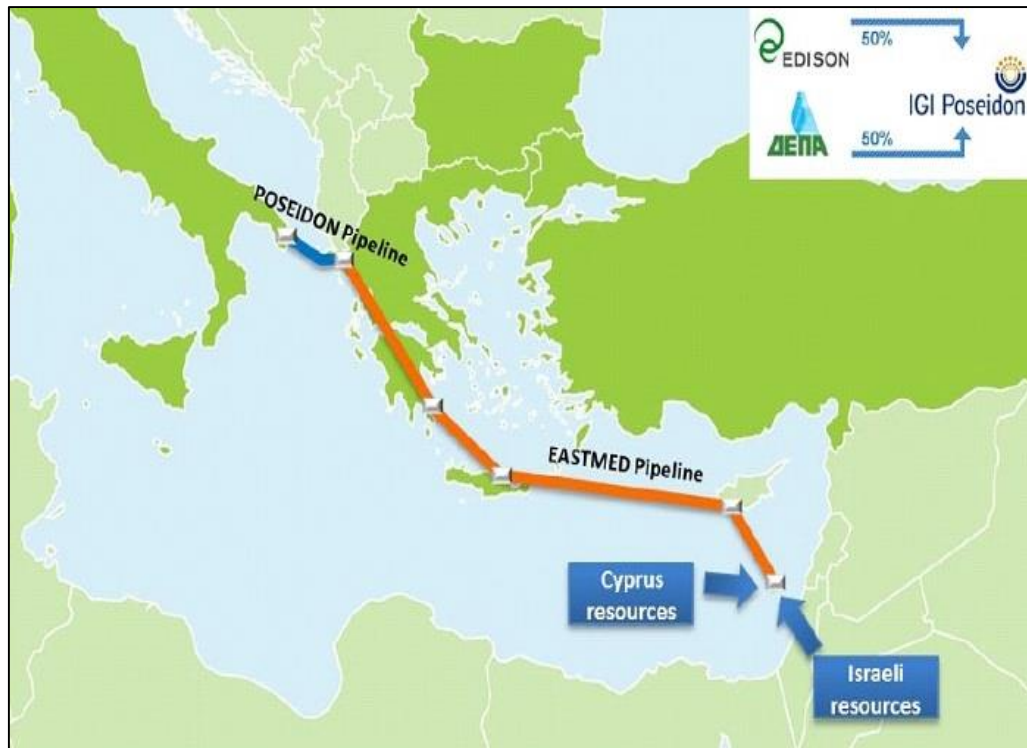 50%
EDISON
IGI Poseidon
ΔΕΠΑ
50%
POSEIDON Pipeline
EASTMED Pipeline
Cyprus
resources
Israeli
resources